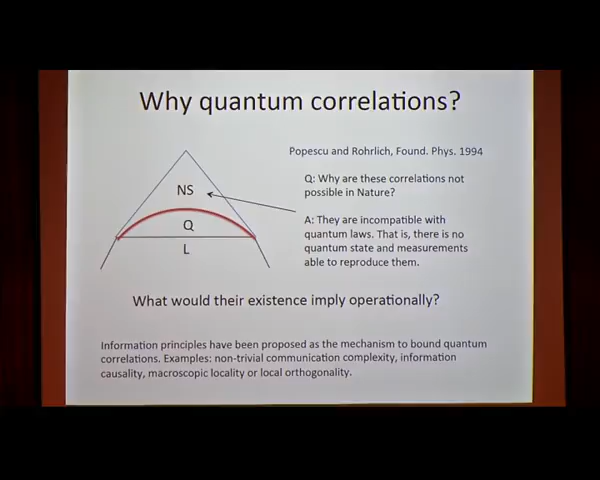 Why quantum correlations?
Popescu and Rohrlich, Found. Phys. 1994
NS
Q
L
Q: Why are these correlations not
possible in Nature?
A: They are incompatible with
quantum laws. That is, there is no
quantum state and measurements
able to reproduce them.
What would their existence imply operationally?
Information principles have been proposed as the mechanism to bound quantum
correlations. Examples: non-trivial communication complexity, information
causality, macroscopic locality or local orthogonality.